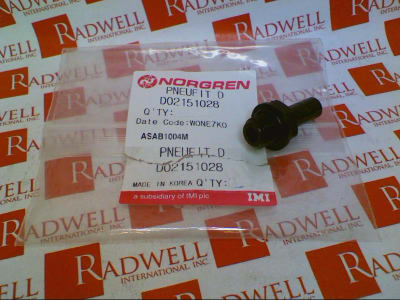 NORGREN
PNEUFIT D
D02151028
Q'TY:
Date Code:WONE7KO
ASAB1004M
PNEUFIT D
D02151028
MADE IN KOREA Q'TY:
a subsidiary of IMI plc
IMI
RADWELL
INTERNATIONAL, INC.